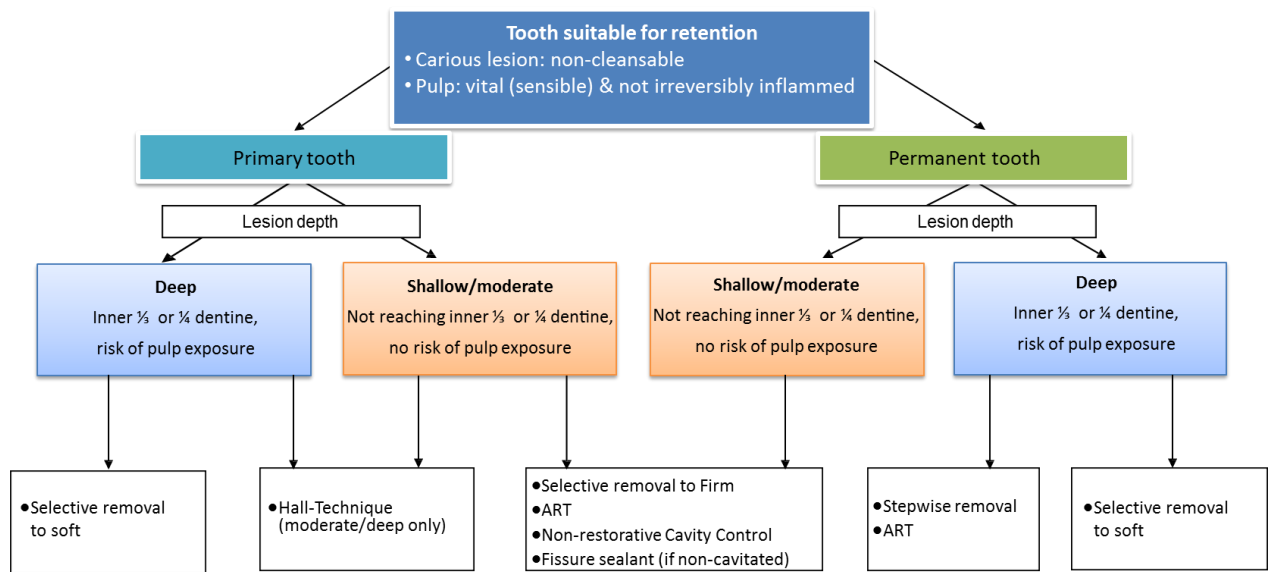 Tooth suitable for retention
• Carious lesion: non-cleansable
• Pulp: vital (sensible) & not irreversibly inflammed
Primary tooth
Permanent tooth
Lesion depth
Lesion depth
Deep
Inner ⅓ or ¼ dentine,
risk of pulp exposure
Shallow/moderate
Not reaching inner ⅓ or ¼ dentine,
no risk of pulp exposure
Shallow/moderate
Not reaching inner ⅓ or ¼ dentine,
no risk of pulp exposure
Deep
Inner ⅓ or ¼ dentine,
risk of pulp exposure
●Selective removal
to soft
●Hall-Technique
(moderate/deep only)
●Selective removal to Firm
●ART
●Non-restorative Cavity Control
●Fissure sealant (if non-cavitated)
●Stepwise removal
●ART
●Selective removal
to soft